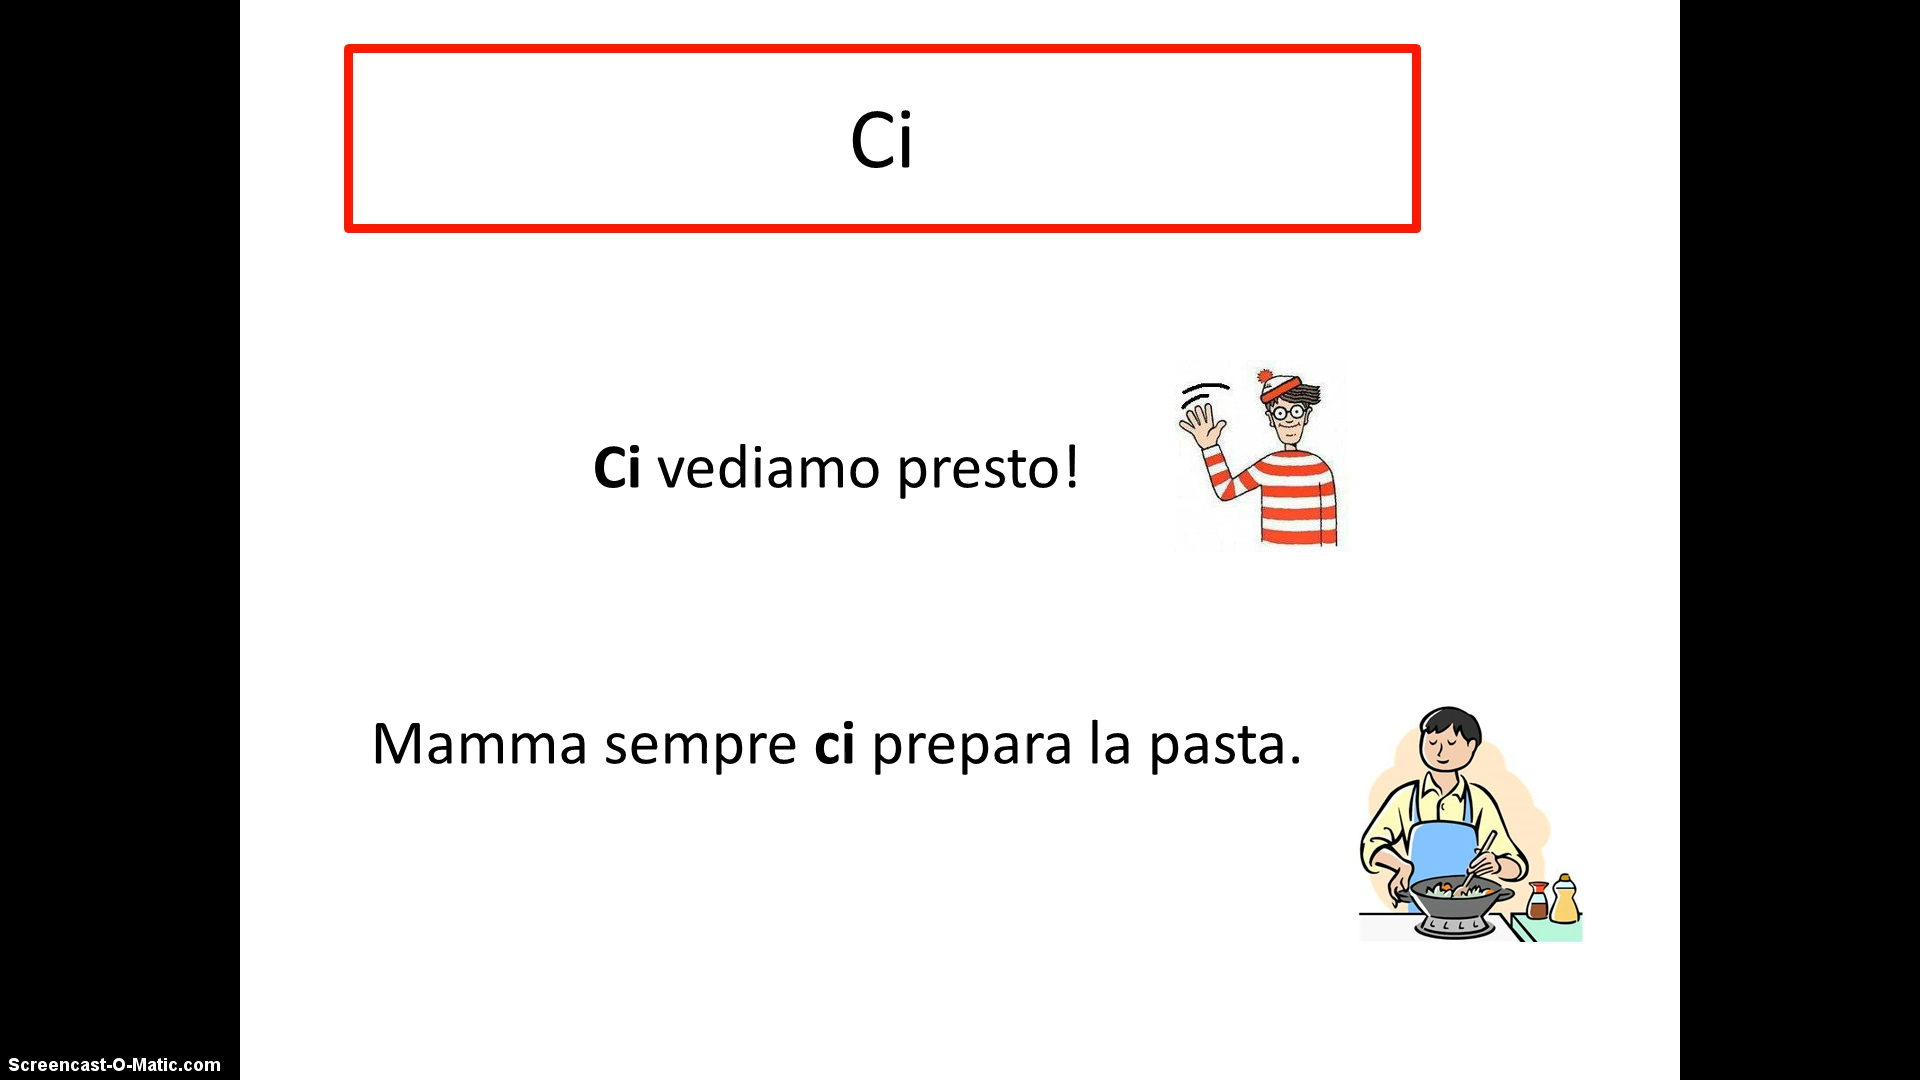 Ci
Ci vediamo presto!
Mamma sempre ci prepara la pasta.
Screencast-O-Matic.com